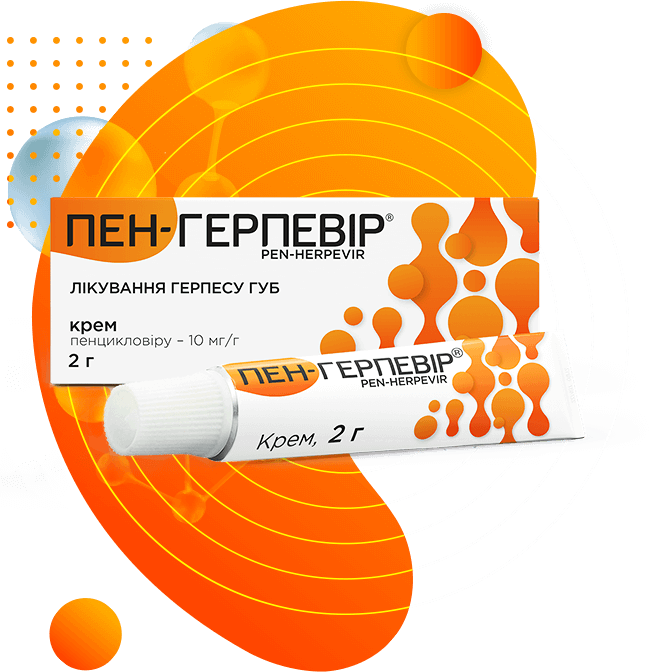 ПЕН-ГЕРПЕВІР®
PEN-HERPEVIR
ЛІКУВАННЯ ГЕРПЕСУ ГУБ
крем
пенцикловіру – 10 мг/г
2 г
ПЕН-ГЕРПЕВІР®
PEN-HERPEVIR
Крем, 2 г